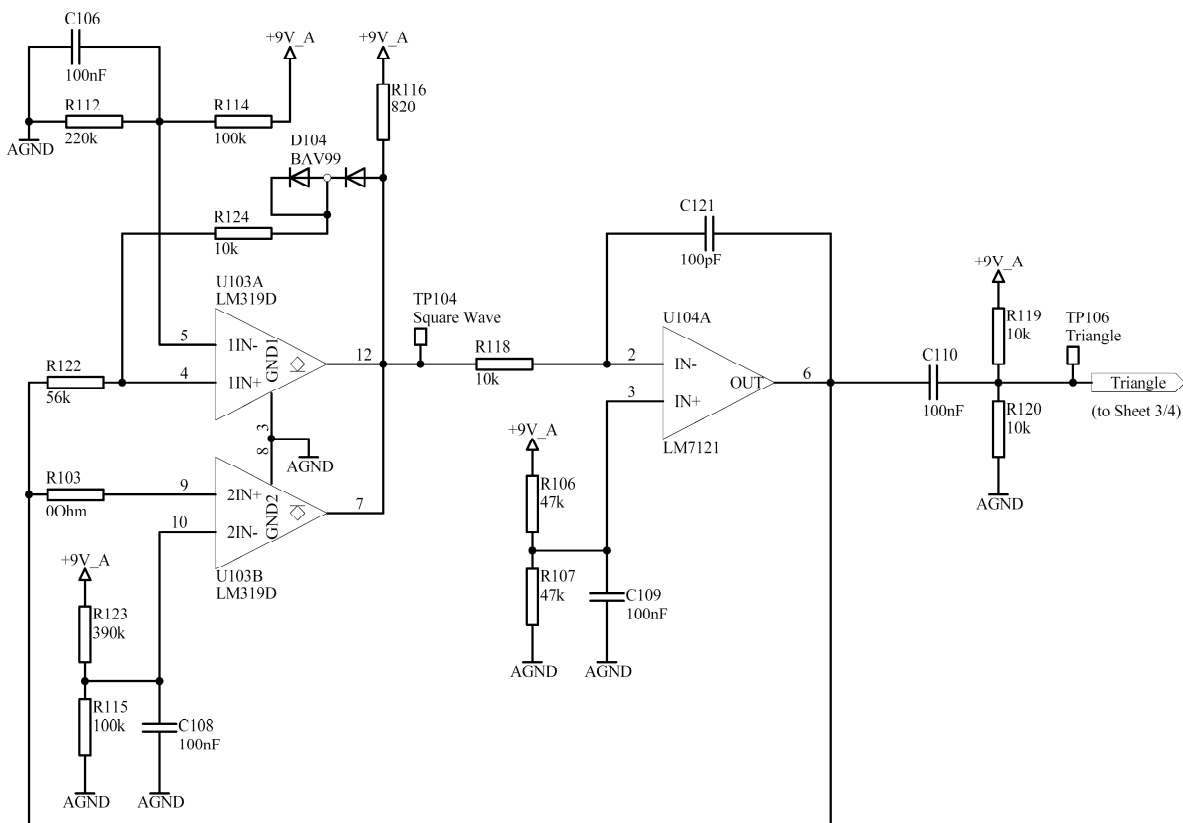 C106
100nF
R112
220k
AGND
+9V_A
R114
100k
+9V_A
R116
820
D104
BAV99
R124
10k
U103A
LM319D
5
1IN-
4
1IN+
GND1
3
12
R122
56k
R103
0Ohm
8
AGND
9
2IN+
10
2IN-
GND2
7
U103B
LM319D
+9V_A
R123
390k
R115
100k
C108
100nF
AGND
AGND
TP104
Square Wave
R118
10k
C121
100pF
U104A
2
IN-
3
IN+
OUT
6
LM7121
+9V_A
R106
47k
R107
47k
C109
100nF
AGND
AGND
C110
100nF
+9V_A
R119
10k
R120
10k
AGND
TP106
Triangle
Triangle
(to Sheet 3/4)